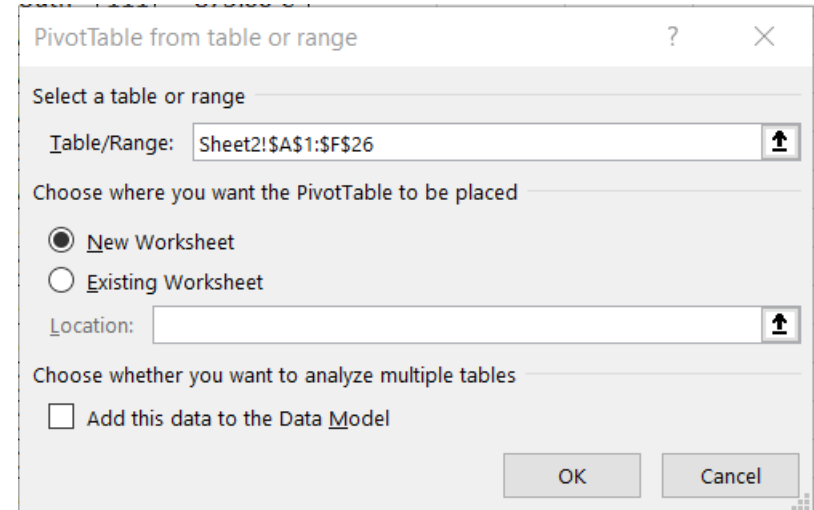 PivotTable from table or range ?
Select a table or range
Table/Range: Sheet2!$A$1:$F$26
Choose where you want the PivotTable to be placed
New Worksheet
Existing Worksheet
Location:
Choose whether you want to analyze multiple tables
Add this data to the Data Model
OK Cancel